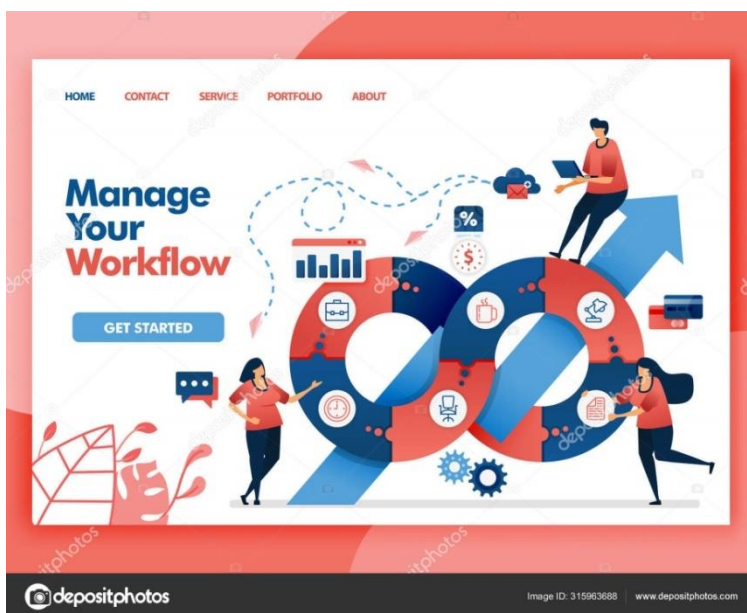 HOME CONTACT SERVICE PORTFOLIO ABOUT
Manage
Your
Workflow
GET STARTED
%
$
depositphotos
Image ID: 315963688 www.depositphotos.com